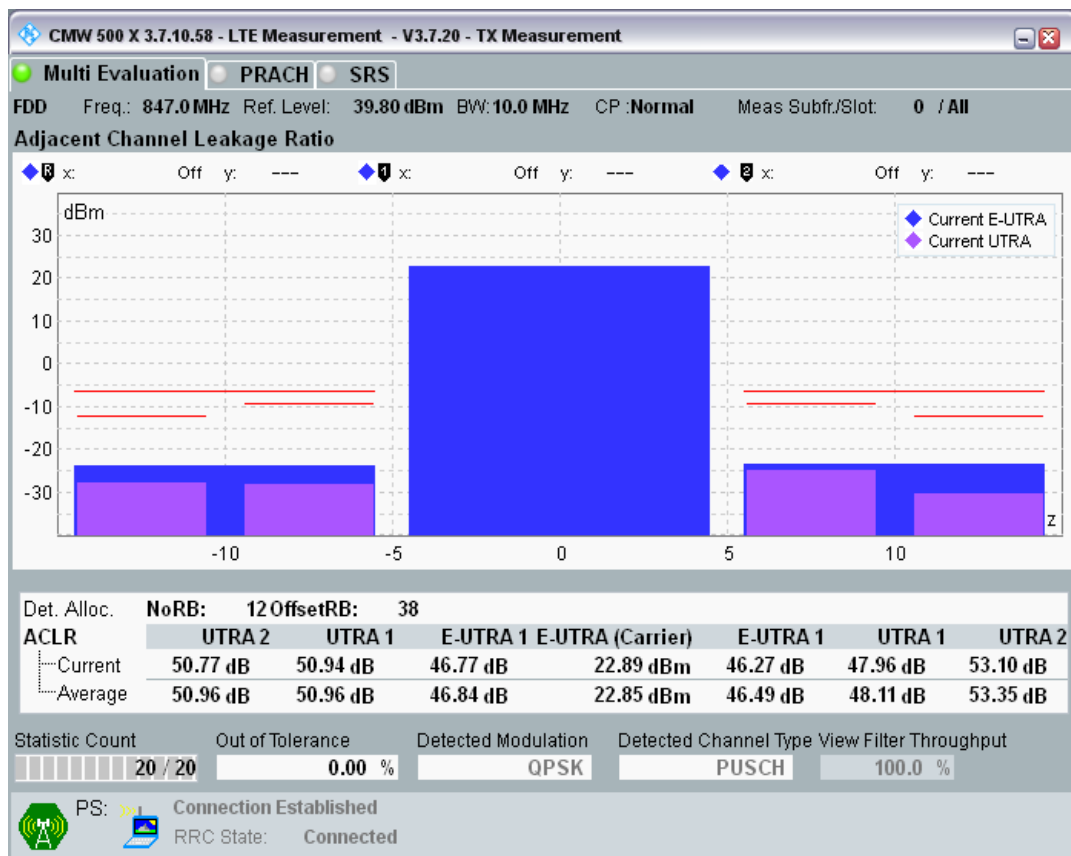 CMW 500 X 3.7.10.58 - LTE Measurement - V3.7.20 - TX Measurement
Multi Evaluation PRACH SRS
FDD Freq.: 847.0 MHz Ref. Level: 39.80 dBm BW: 10.0 MHz CP :Normal Meas Subfr./Slot: 0 / All
Adjacent Channel Leakage Ratio
R x: Off y: --- 1 x: Off y: --- 2 x: Off y: ---
dBm
Current E-UTRA
Current UTRA
30
20
10
0
-10
-20
-30
z
-10 -5 0 5 10
Det. Alloc. NoRB: 12 OffsetRB: 38
ACLR UTRA 2 UTRA 1 E-UTRA 1 E-UTRA (Carrier) E-UTRA 1 UTRA 1 UTRA 2
Current 50.77 dB 50.94 dB 46.77 dB 22.89 dBm 46.27 dB 47.96 dB 53.10 dB
Average 50.96 dB 50.96 dB 46.84 dB 22.85 dBm 46.49 dB 48.11 dB 53.35 dB
Statistic Count Out of Tolerance Detected Modulation Detected Channel Type View Filter Throughput
20 / 20 0.00 % QPSK PUSCH 100.0 %
PS: Connection Established
RRC State: Connected